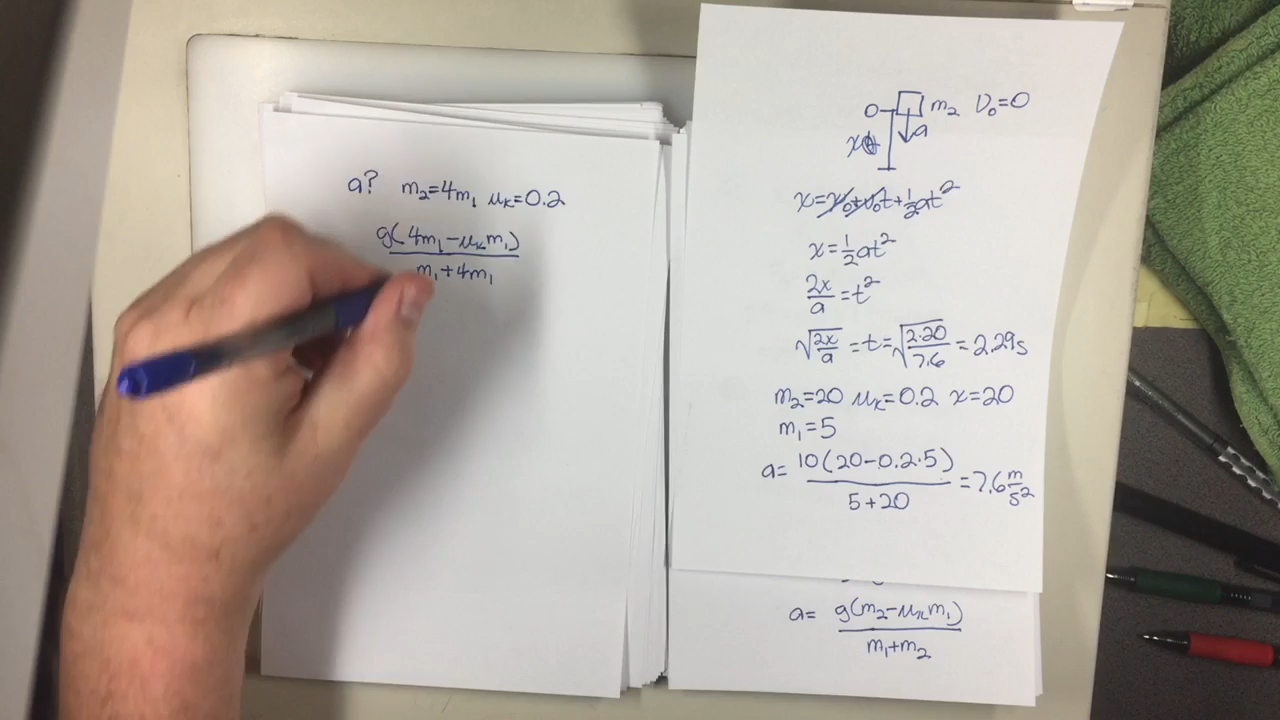 a? m₂=4m₁ μₖ=0.2
g(4m₁-μₖm₁)
m₁+4m₁
0 m₂ V₀=0
x a
x=x₀+v₀t+½at²
x=½at²
2x/a=t²
√(2x/a)=t=√(2·20/7.6)=2.29s
m₂=20 μₖ=0.2 x=20
m₁=5
a=10(20-0.2·5)/5+20=7.6m/s²
a= g(m₂-μₖm₁)/m₁+m₂